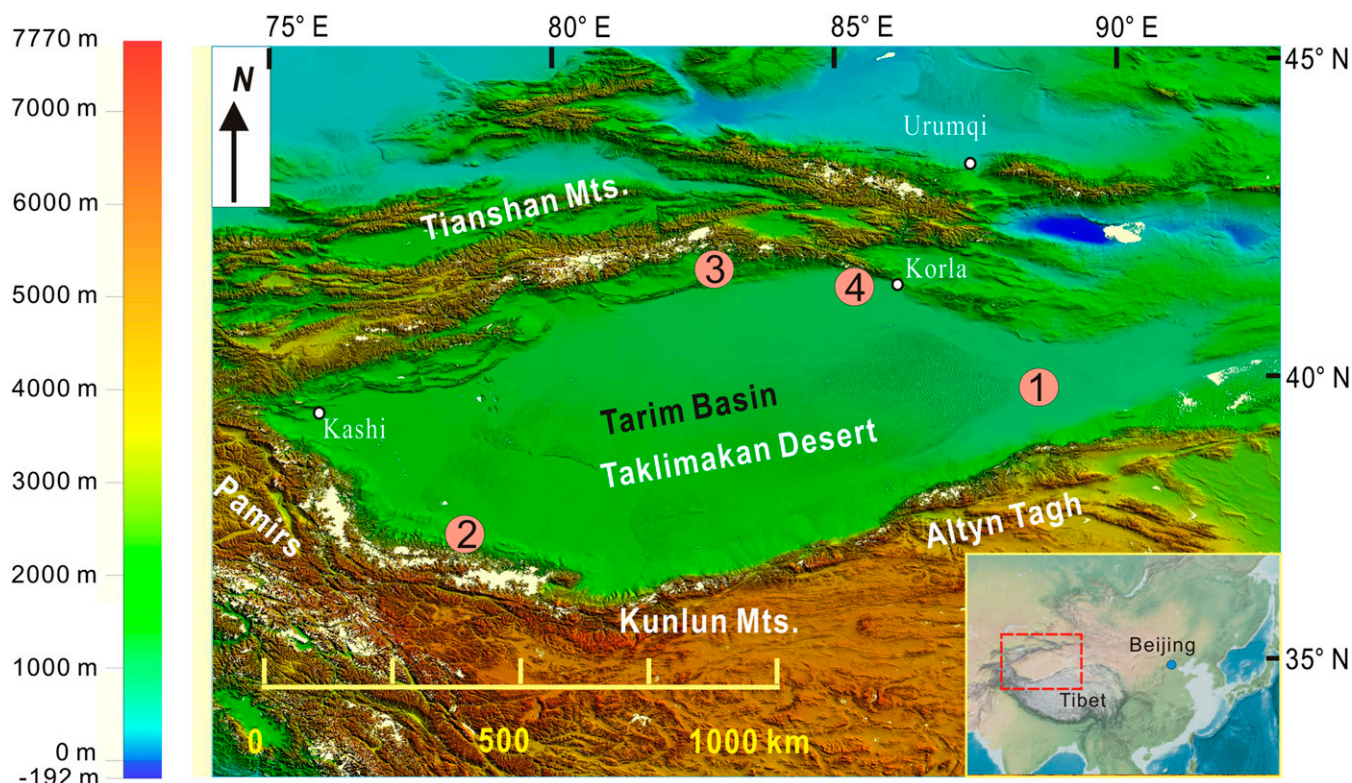 75° E
80° E
85° E
90° E
7770 m
7000 m
6000 m
5000 m
4000 m
3000 m
2000 m
1000 m
0 m
-192 m
N
45° N
40° N
35° N
Urumqi
Tianshan Mts.
3
4
Korla
1
Tarim Basin
Taklimakan Desert
Kashi
Pamirs
2
Altyn Tagh
Kunlun Mts.
0
500
1000 km
Beijing
Tibet